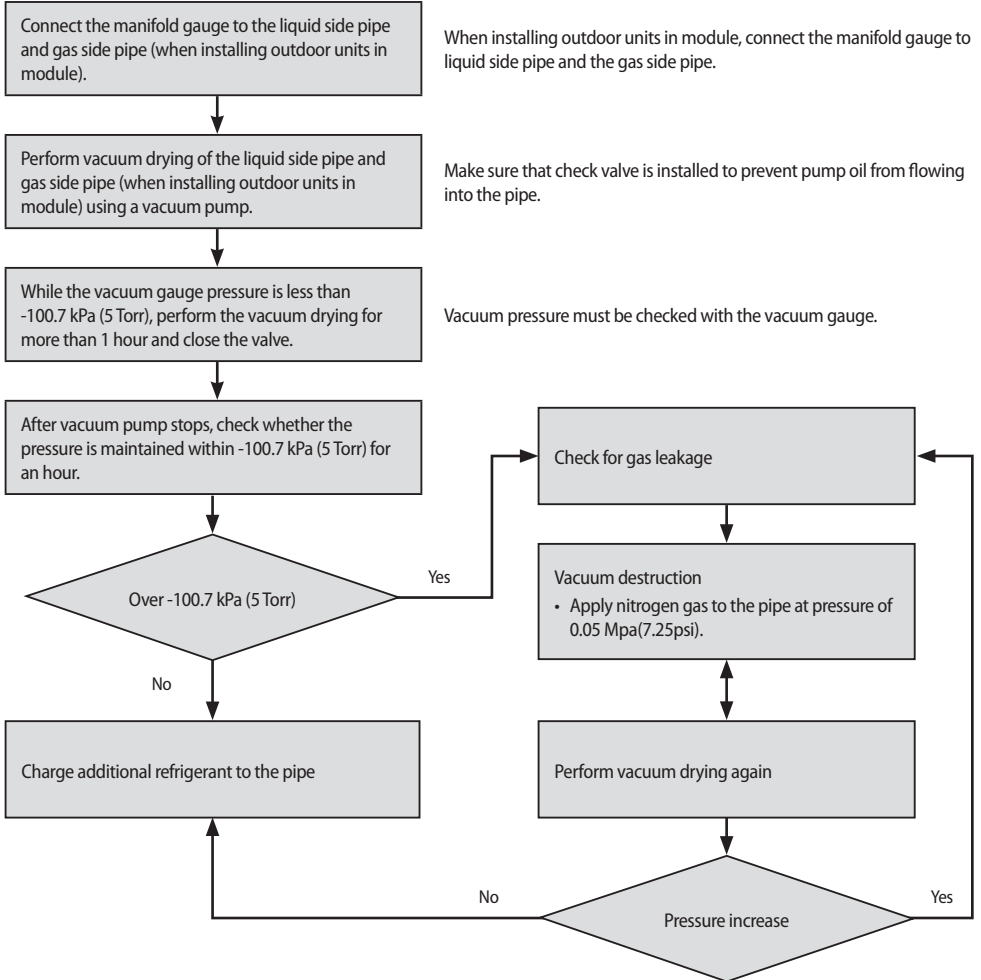 Connect the manifold gauge to the liquid side pipe
and gas side pipe (when installing outdoor units in
module).
When installing outdoor units in module, connect the manifold gauge to
liquid side pipe and the gas side pipe.
Perform vacuum drying of the liquid side pipe and
gas side pipe (when installing outdoor units in
module) using a vacuum pump.
Make sure that check valve is installed to prevent pump oil from flowing
into the pipe.
While the vacuum gauge pressure is less than
-100.7 kPa (5 Torr), perform the vacuum drying for
more than 1 hour and close the valve.
Vacuum pressure must be checked with the vacuum gauge.
After vacuum pump stops, check whether the
pressure is maintained within -100.7 kPa (5 Torr) for
an hour.
Check for gas leakage
Over -100.7 kPa (5 Torr)
Yes
No
Vacuum destruction
• Apply nitrogen gas to the pipe at pressure of
0.05 Mpa(7.25psi).
Charge additional refrigerant to the pipe
Perform vacuum drying again
No
Pressure increase
Yes